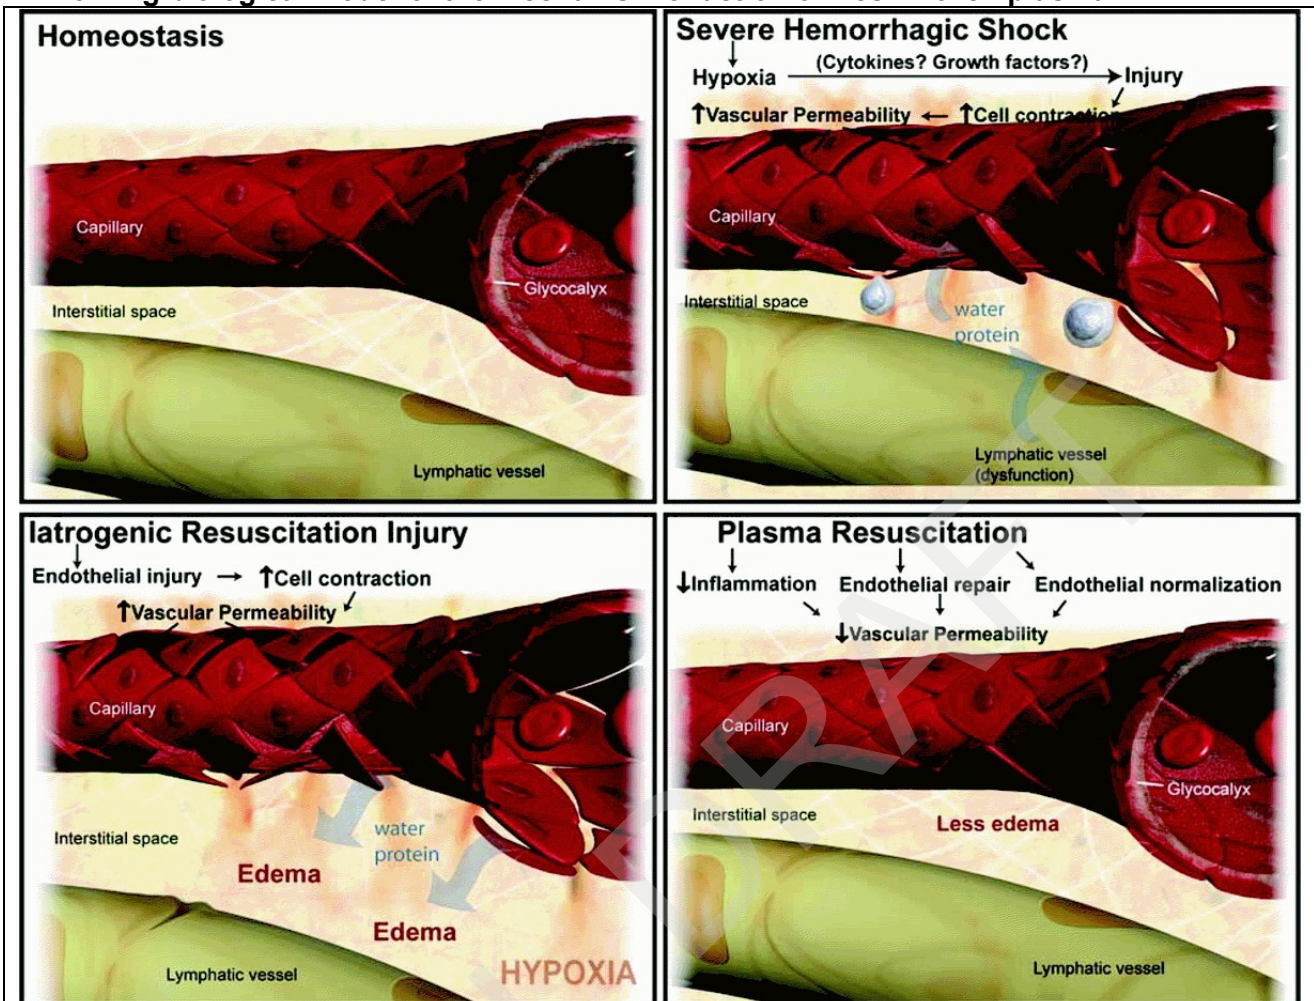 Homeostasis
Capillary
Glycocalyx
Interstitial space
Lymphatic vessel
Severe Hemorrhagic Shock
(Cytokines? Growth factors?)
Hypoxia → Injury
↑Vascular Permeability ← ↑Cell contraction
Capillary
Interstitial space
water
protein
Lymphatic vessel
(dysfunction)
Iatrogenic Resuscitation Injury
Endothelial injury → ↑Cell contraction
↑Vascular Permeability
Capillary
Interstitial space
water
protein
Edema
Edema
Lymphatic vessel
HYPOXIA
Plasma Resuscitation
↓Inflammation Endothelial repair Endothelial normalization
↓Vascular Permeability
Capillary
Glycocalyx
Interstitial space
Less edema
Lymphatic vessel
DRAFT